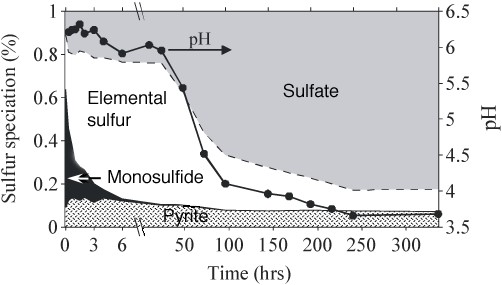 1
0.8
0.6
0.4
0.2
0
Sulfur speciation (%)
pH
Sulfate
Elemental
sulfur
Monosulfide
Pyrite
6.5
6
5.5
5
4.5
4
3.5
pH
0 3 6 50 100 150 200 250 300
Time (hrs)